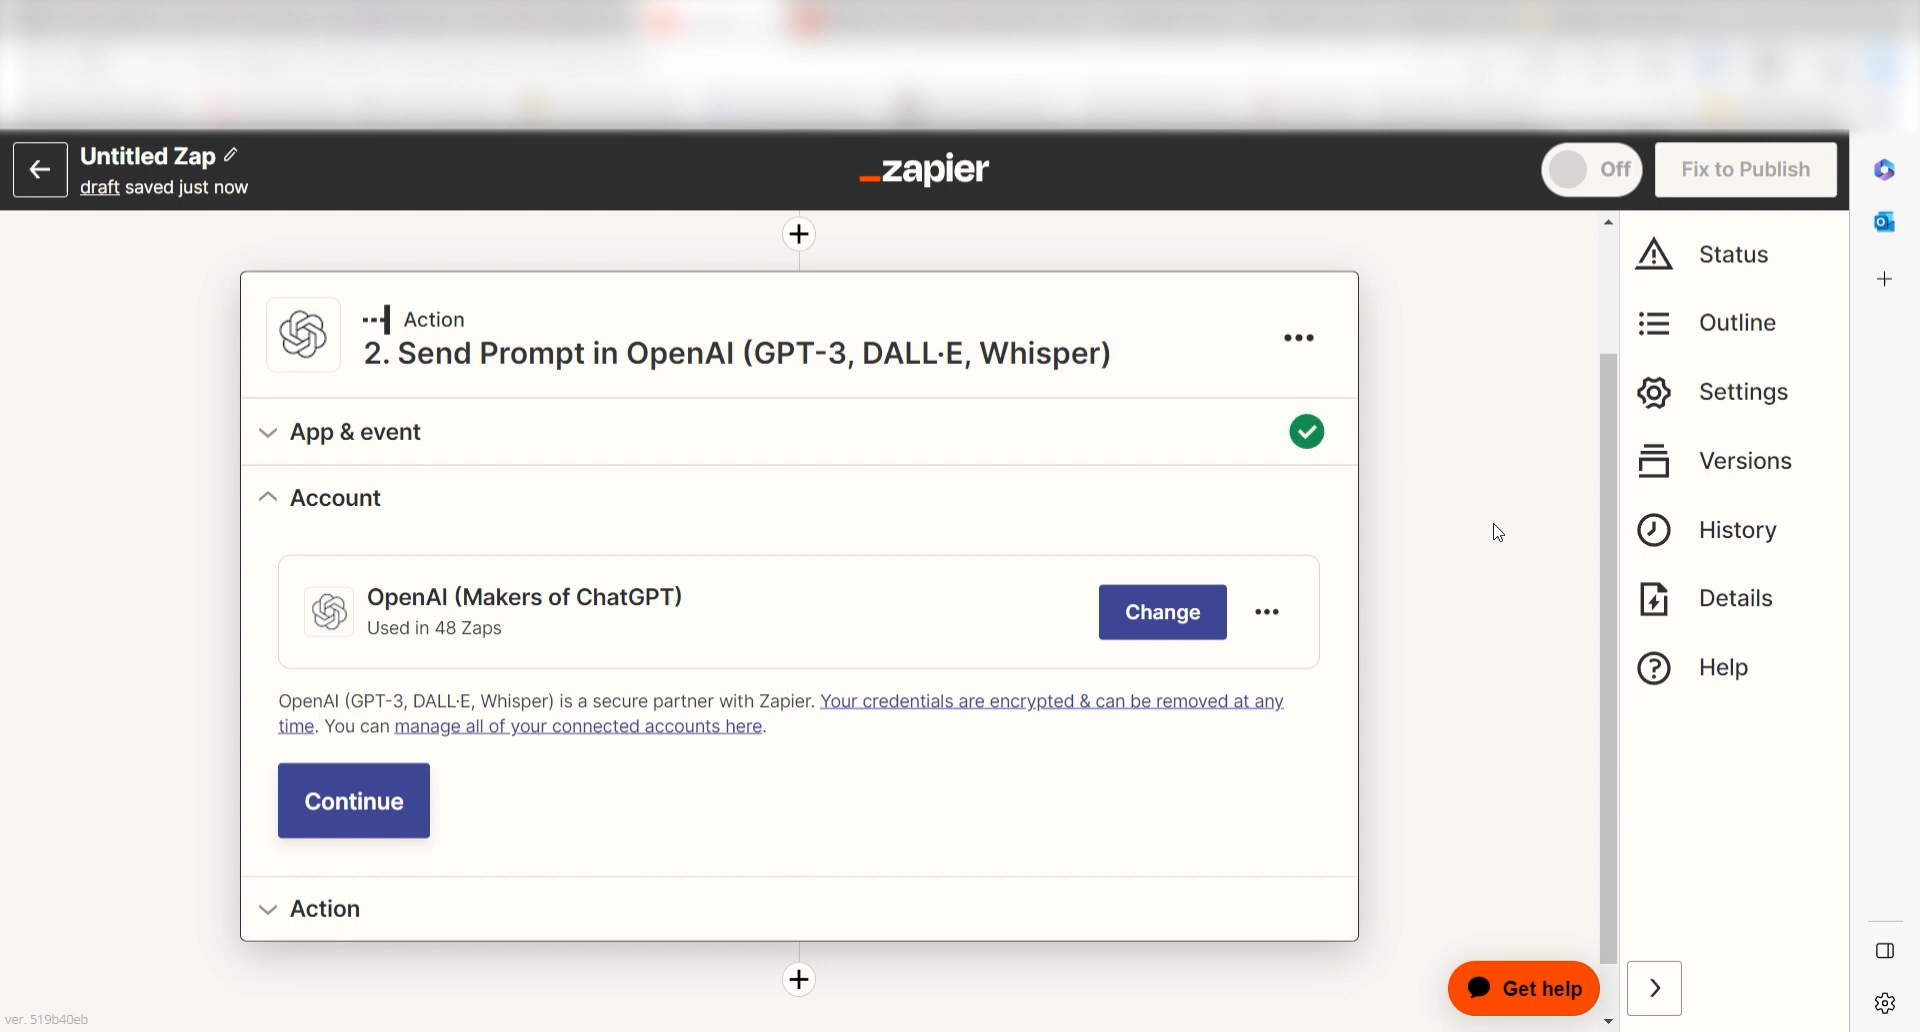 Untitled Zap
draft saved just now
zapier
Off
Fix to Publish
Action
2. Send Prompt in OpenAI (GPT-3, DALL·E, Whisper)
App & event
Account
OpenAI (Makers of ChatGPT)
Used in 48 Zaps
Change
OpenAI (GPT-3, DALL·E, Whisper) is a secure partner with Zapier. Your credentials are encrypted & can be removed at any
time. You can manage all of your connected accounts here.
Continue
Action
Status
Outline
Settings
Versions
History
Details
Help
Get help
ver. 519b40eb